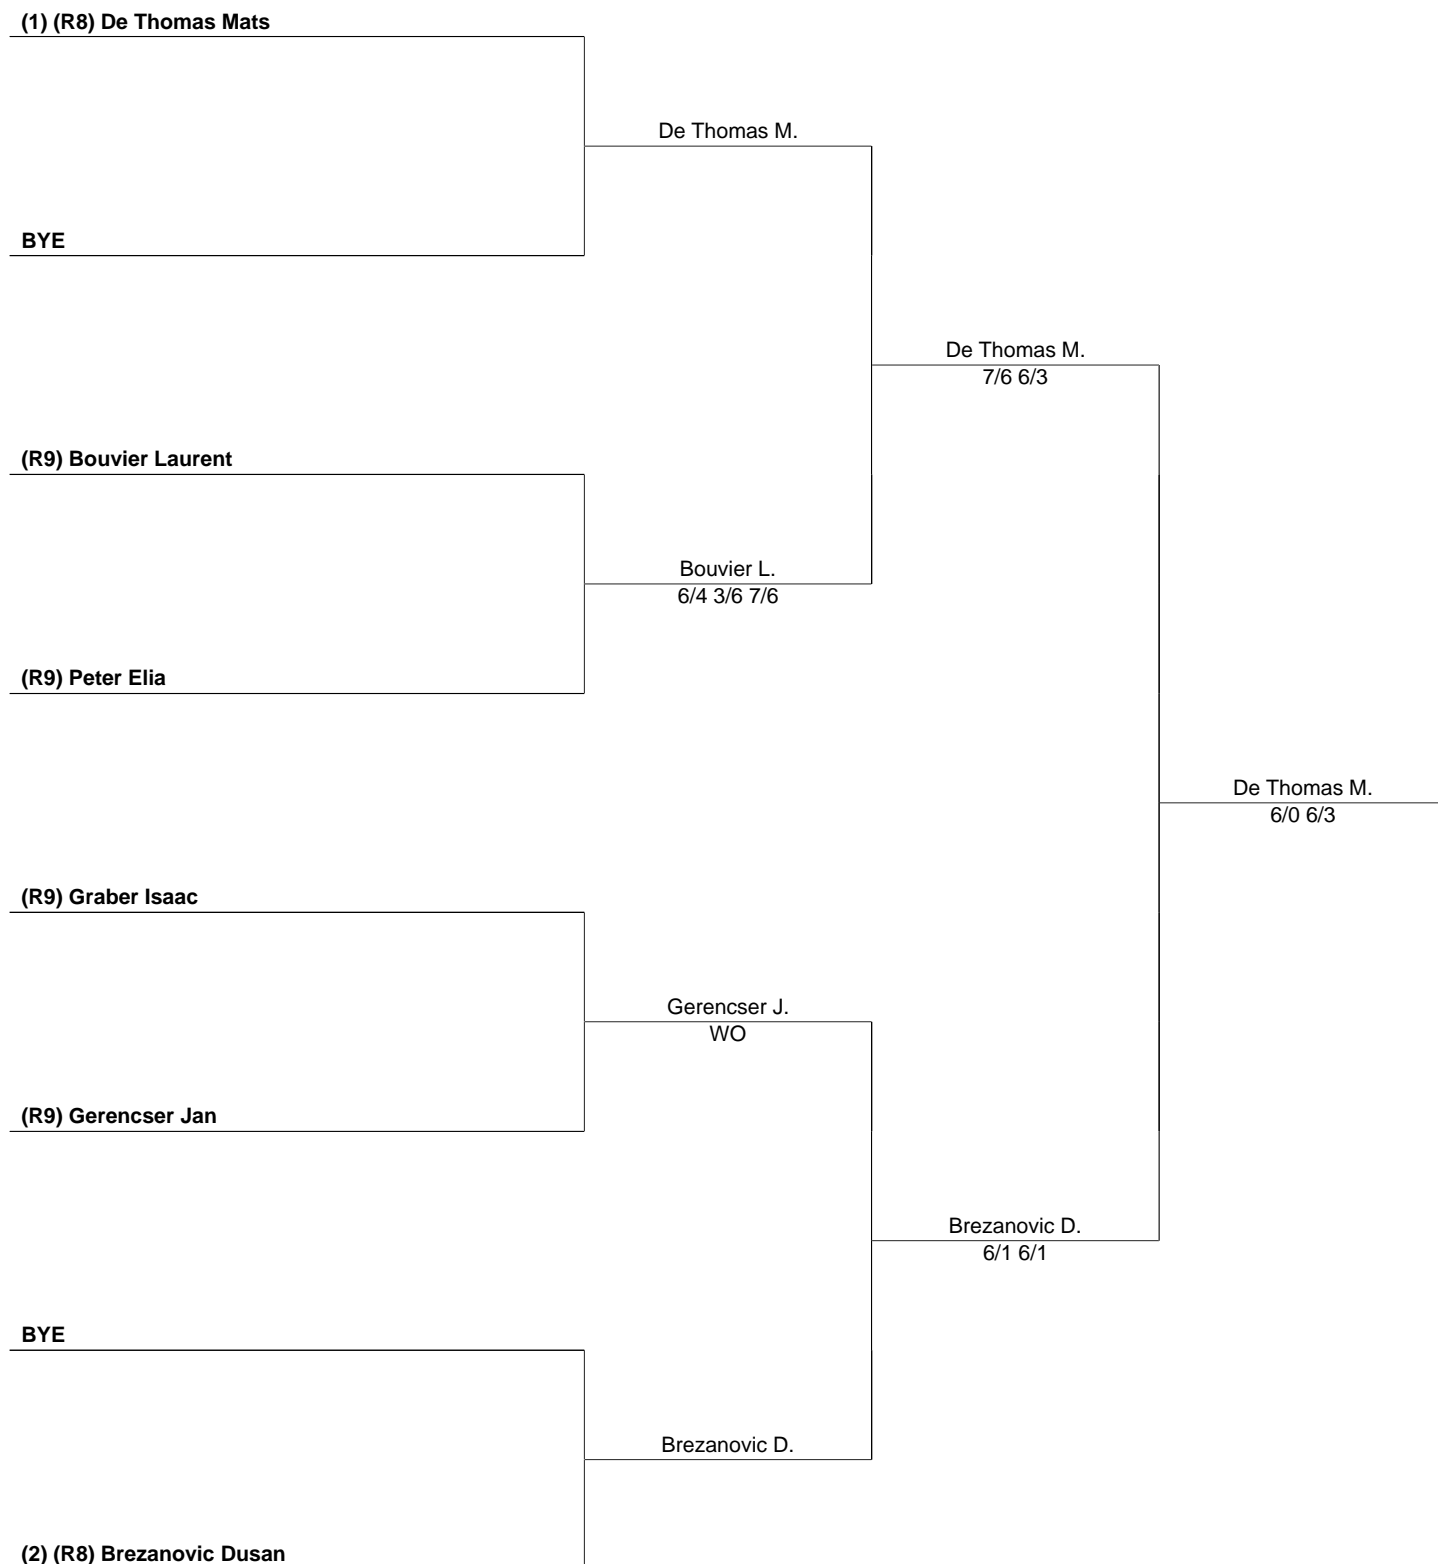 (1) (R8) De Thomas Mats
De Thomas M.
BYE
De Thomas M.
7/6 6/3
(R9) Bouvier Laurent
Bouvier L.
6/4 3/6 7/6
(R9) Peter Elia
De Thomas M.
6/0 6/3
(R9) Graber Isaac
Gerencser J.
WO
(R9) Gerencser Jan
Brezanovic D.
6/1 6/1
BYE
Brezanovic D.
(2) (R8) Brezanovic Dusan